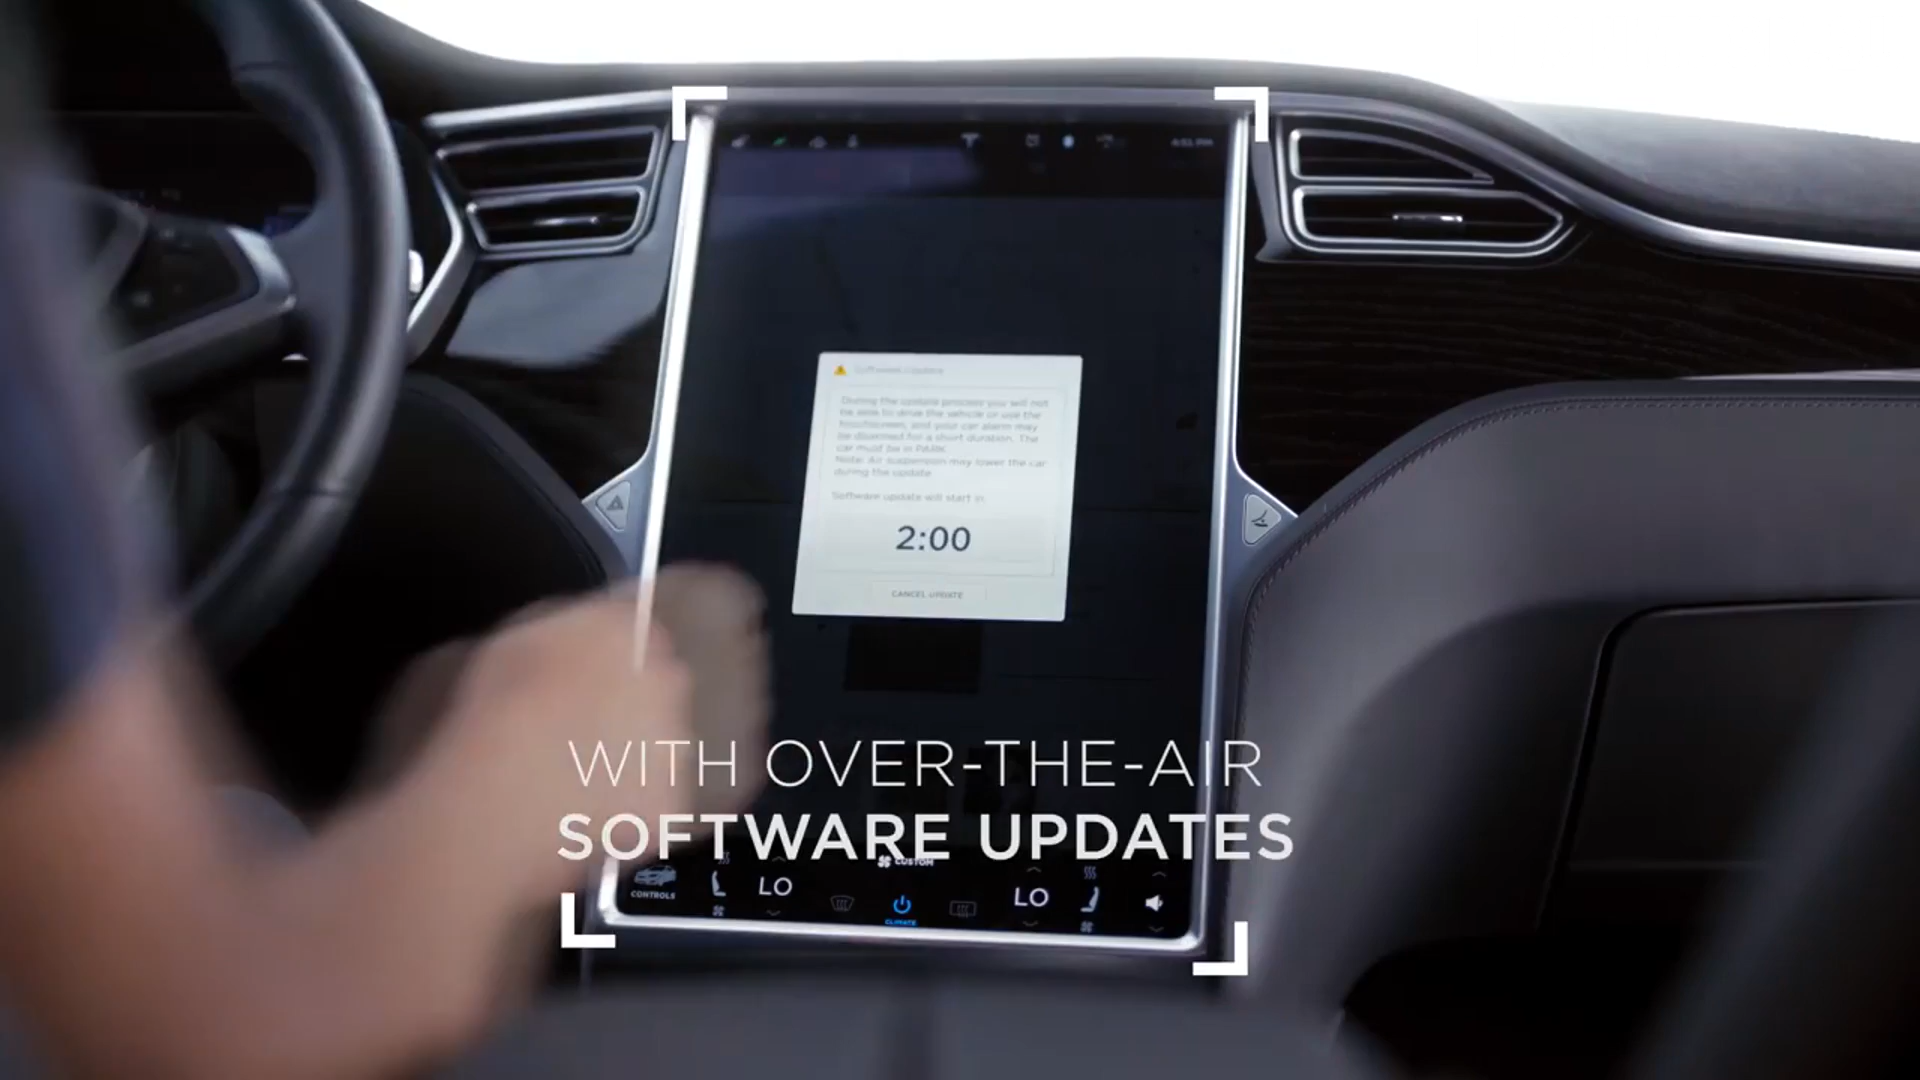 4:51 PM
Software Update
During the update process you will not
be able to drive the vehicle or use the
touchscreen, and your car alarm may
be disarmed for a short duration. The
car must be in PARK.
Note: Air suspension may lower the car
during the update.
Software update will start in:
2:00
CANCEL UPDATE
WITH OVER-THE-AIR
SOFTWARE UPDATES
CUSTOM
LO
LO
CONTROLS
CLIMATE